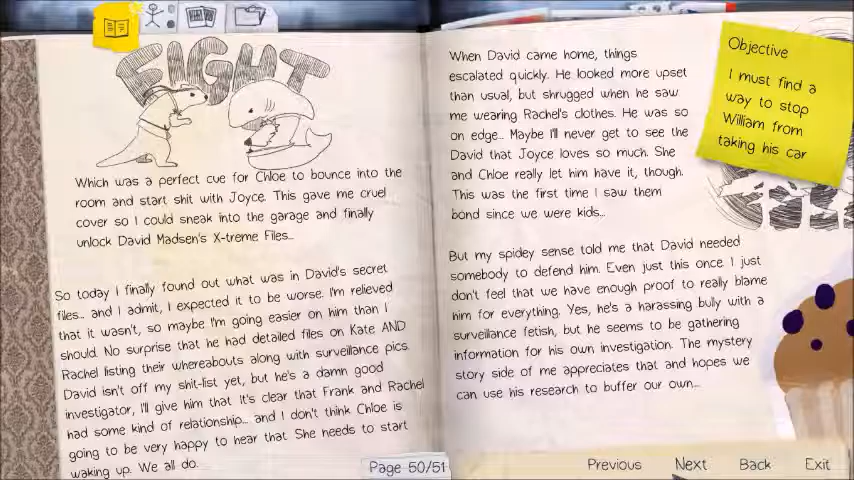 FIGHT
Which was a perfect cue for Chloe to bounce into the
room and start shit with Joyce. This gave me cruel
cover so I could sneak into the garage and finally
unlock David Madsen's X-treme Files...
So today I finally found out what was in David's secret
files... and I admit, I expected it to be worse. I'm relieved
that it wasn't, so maybe I'm going easier on him than I
should. No surprise that he had detailed files on Kate AND
Rachel listing their whereabouts along with surveillance pics.
David isn't off my shit-list yet, but he's a damn good
investigator, I'll give him that. It's clear that Frank and Rachel
had some kind of relationship... and I don't think Chloe is
going to be very happy to hear that. She needs to start
waking up. We all do.
When David came home, things
escalated quickly. He looked more upset
than usual, but shrugged when he saw
me wearing Rachel's clothes. He was so
on edge... Maybe I'll never get to see the
David that Joyce loves so much. She
and Chloe really let him have it, though.
This was the first time I saw them
bond since we were kids...
But my spidey sense told me that David needed
somebody to defend him. Even just this once. I just
don't feel that we have enough proof to really blame
him for everything. Yes, he's a harassing bully with a
surveillance fetish, but he seems to be gathering
information for his own investigation. The mystery
story side of me appreciates that and hopes we
can use his research to buffer our own...
Objective
I must find a
way to stop
William from
taking his car
Page 50/51
Previous Next Back Exit